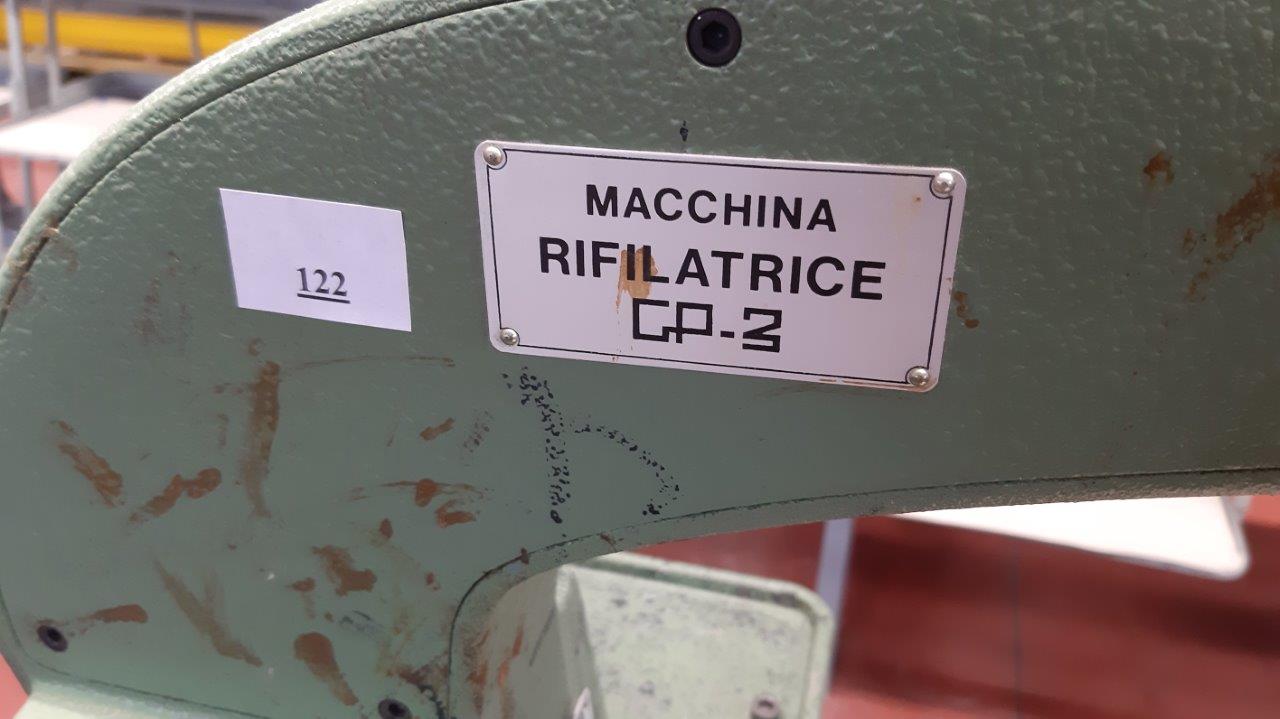 122
MACCHINA
RIFILATRICE
GP-3